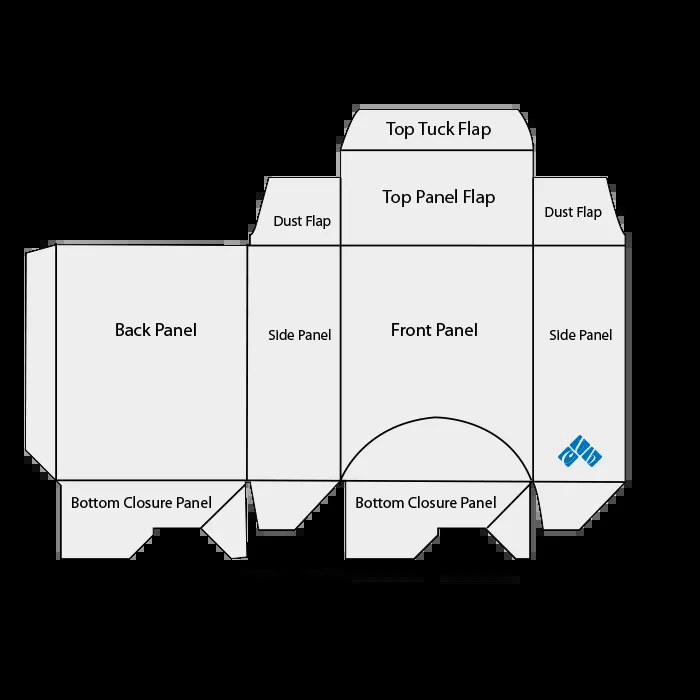 Top Tuck Flap
Top Panel Flap
Dust Flap
Dust Flap
Back Panel
Side Panel
Front Panel
Side Panel
Bottom Closure Panel
Bottom Closure Panel